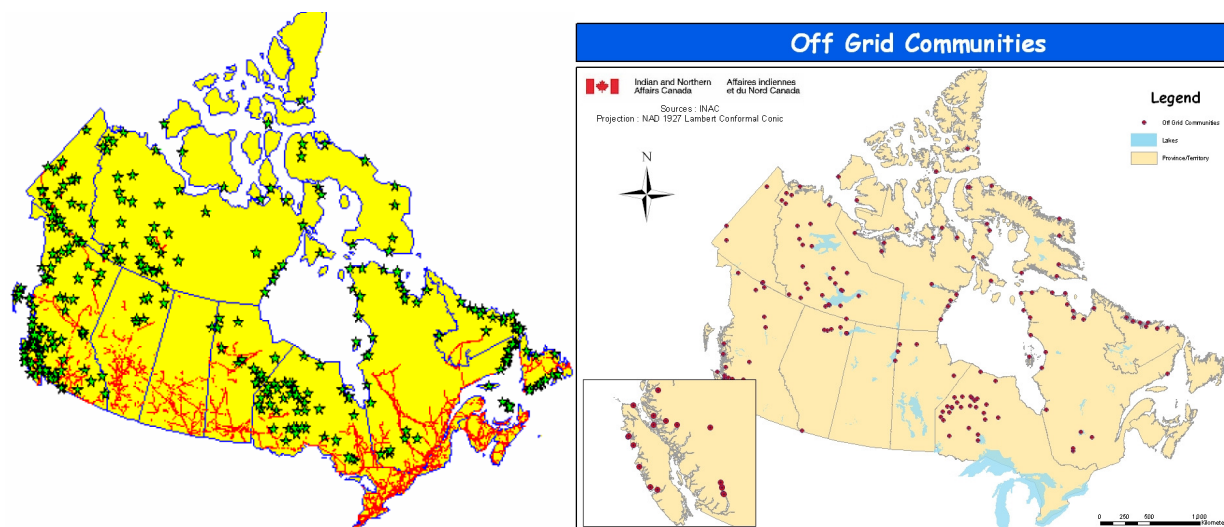 Off Grid Communities
Indian and Northern Affaires indiennes
Affairs Canada et du Nord Canada
Sources : INAC
Projection : NAD 1927 Lambert Conformal Conic
Legend
Off Grid Communities
Lakes
Province/Territory
N
0 250 500 1,000
Kilometers